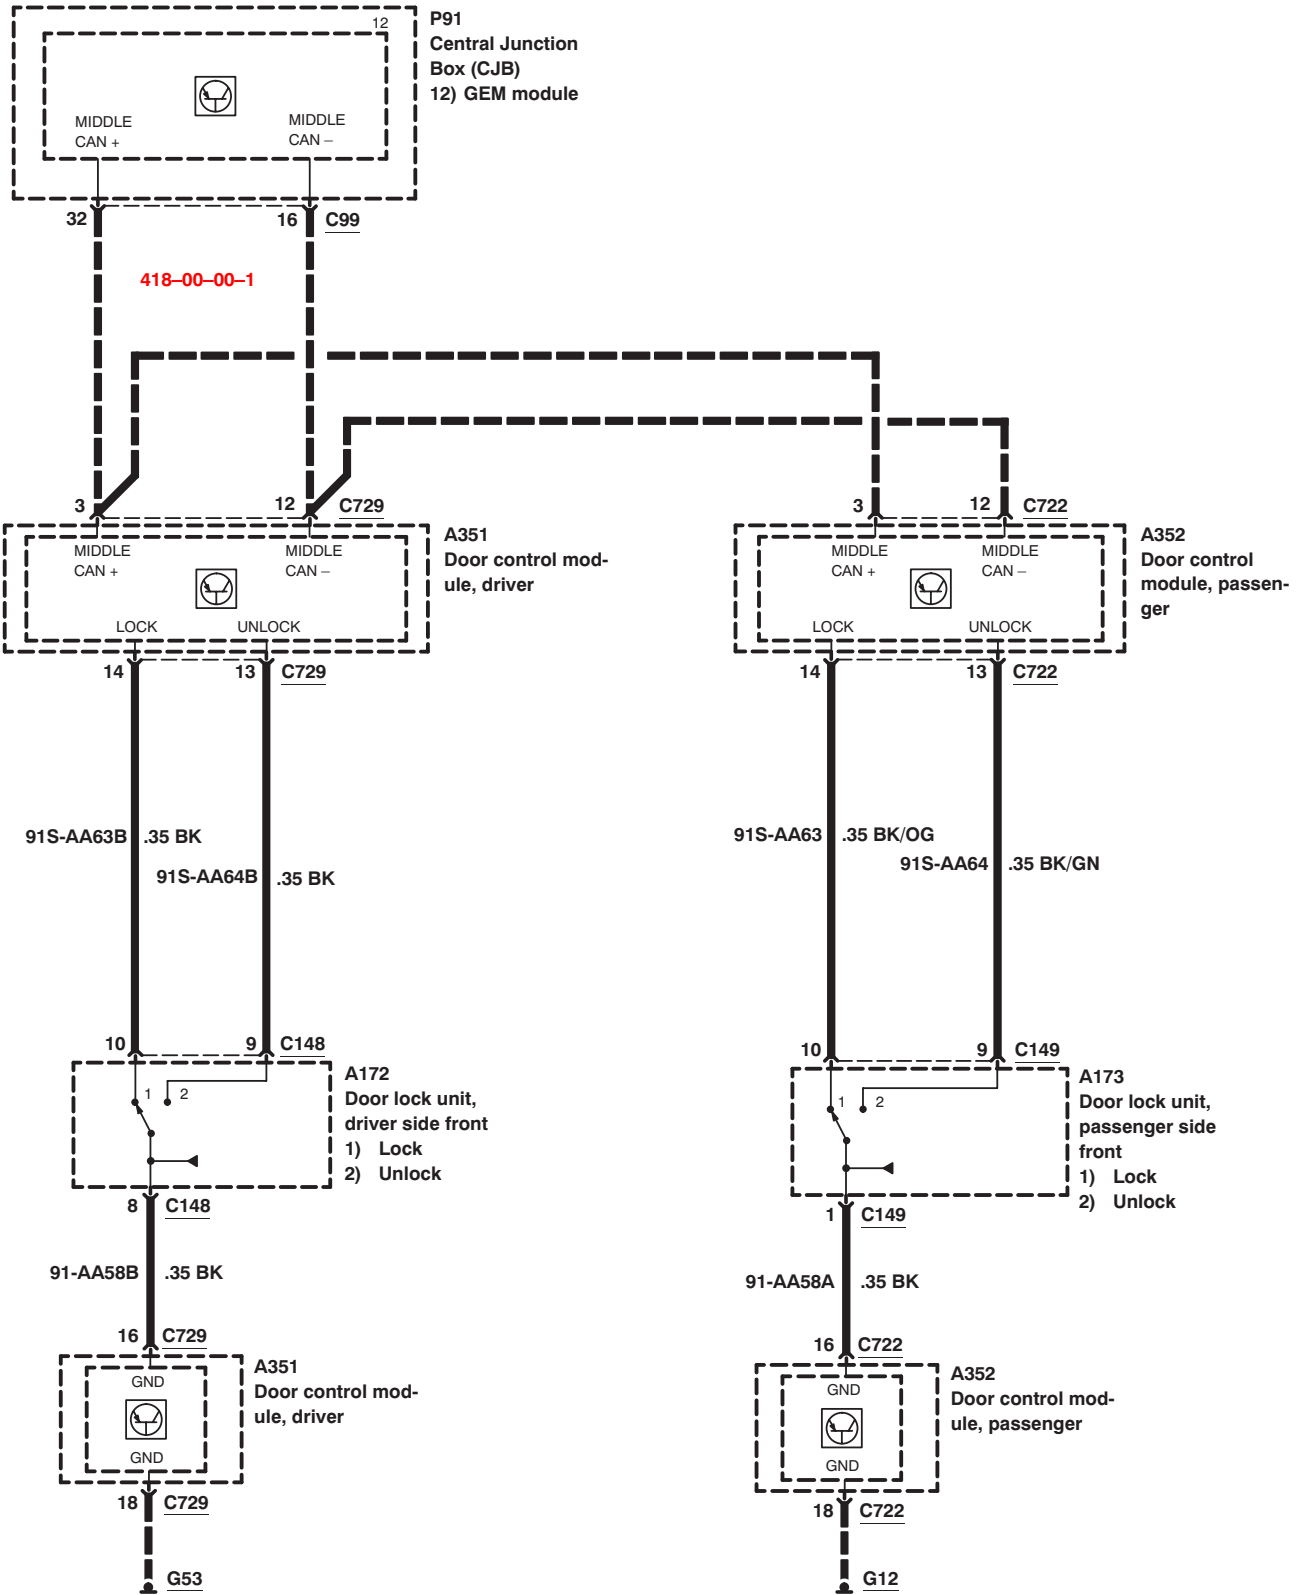 12
P91
Central Junction
Box (CJB)
12) GEM module
MIDDLE
CAN +
MIDDLE
CAN –
32
16
C99
418–00–00–1
3
12
C729
3
12
C722
A351
Door control mod-
ule, driver
MIDDLE
CAN +
MIDDLE
CAN –
LOCK
UNLOCK
A352
Door control
module, passen-
ger
MIDDLE
CAN +
MIDDLE
CAN –
LOCK
UNLOCK
14
13
C729
14
13
C722
91S-AA63B
.35 BK
91S-AA64B
.35 BK
91S-AA63
.35 BK/OG
91S-AA64
.35 BK/GN
10
9
C148
10
9
C149
1
2
A172
Door lock unit,
driver side front
1) Lock
2) Unlock
1
2
A173
Door lock unit,
passenger side
front
1) Lock
2) Unlock
8
C148
1
C149
91-AA58B
.35 BK
91-AA58A
.35 BK
16
C729
16
C722
A351
Door control mod-
ule, driver
GND
GND
A352
Door control mod-
ule, passenger
GND
GND
18
C729
18
C722
G53
G12